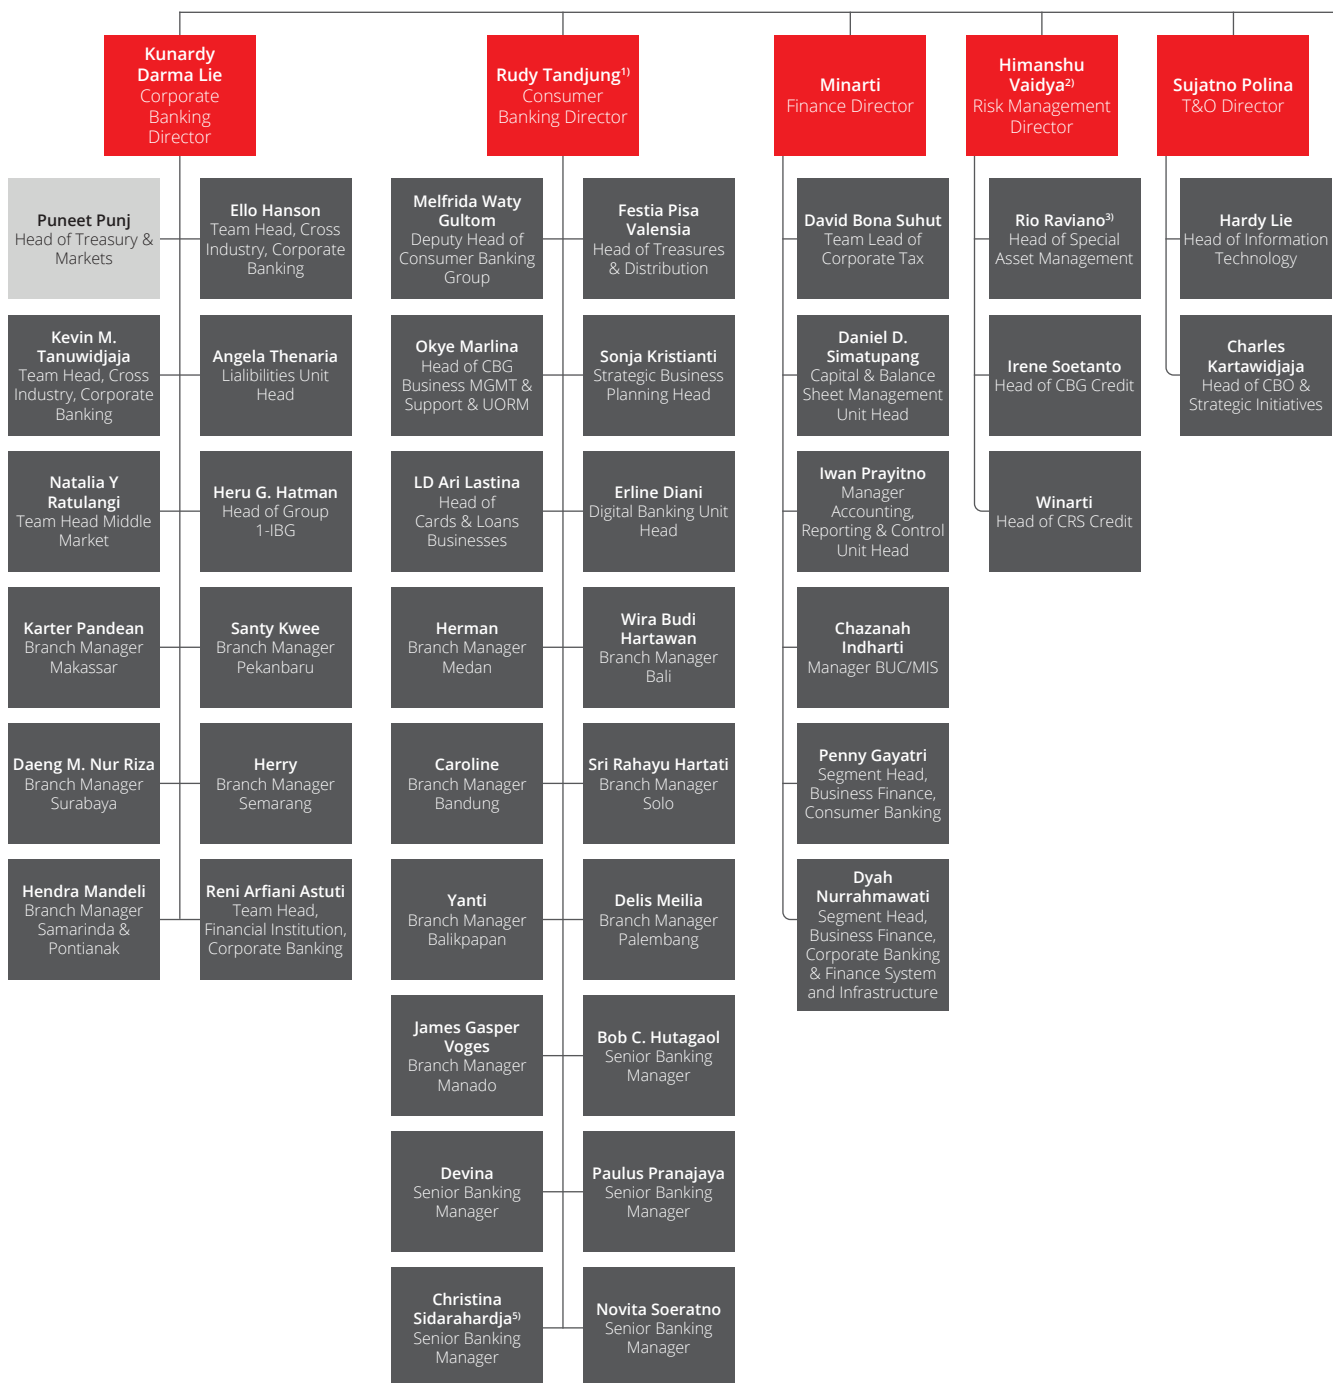 Kunardy
Darma Lie
Corporate
Banking
Director
Rudy Tandjung¹⁾
Consumer
Banking Director
Minarti
Finance Director
Himanshu
Vaidya²⁾
Risk Management
Director
Sujatno Polina
T&O Director
Puneet Punj
Head of Treasury &
Markets
Ello Hanson
Team Head, Cross
Industry, Corporate
Banking
Melfrida Waty
Gultom
Deputy Head of
Consumer Banking
Group
Festia Pisa
Valensia
Head of Treasures
& Distribution
David Bona Suhut
Team Lead of
Corporate Tax
Rio Raviano³⁾
Head of Special
Asset Management
Hardy Lie
Head of Information
Technology
Kevin M.
Tanuwidjaja
Team Head, Cross
Industry, Corporate
Banking
Angela Thenaria
Lialibilities Unit
Head
Okye Marlina
Head of CBG
Business MGMT &
Support & UORM
Sonja Kristianti
Strategic Business
Planning Head
Daniel D.
Simatupang
Capital & Balance
Sheet Management
Unit Head
Irene Soetanto
Head of CBG Credit
Charles
Kartawidjaja
Head of CBO &
Strategic Initiatives
Natalia Y
Ratulangi
Team Head Middle
Market
Heru G. Hatman
Head of Group
1-IBG
LD Ari Lastina
Head of
Cards & Loans
Businesses
Erline Diani
Digital Banking Unit
Head
Iwan Prayitno
Manager
Accounting,
Reporting & Control
Unit Head
Winarti
Head of CRS Credit
Karter Pandean
Branch Manager
Makassar
Santy Kwee
Branch Manager
Pekanbaru
Herman
Branch Manager
Medan
Wira Budi
Hartawan
Branch Manager
Bali
Chazanah
Indharti
Manager BUC/MIS
Daeng M. Nur Riza
Branch Manager
Surabaya
Herry
Branch Manager
Semarang
Caroline
Branch Manager
Bandung
Sri Rahayu Hartati
Branch Manager
Solo
Penny Gayatri
Segment Head,
Business Finance,
Consumer Banking
Hendra Mandeli
Branch Manager
Samarinda &
Pontianak
Reni Arfiani Astuti
Team Head,
Financial Institution,
Corporate Banking
Yanti
Branch Manager
Balikpapan
Delis Meilia
Branch Manager
Palembang
Dyah
Nurrahmawati
Segment Head,
Business Finance,
Corporate Banking
& Finance System
and Infrastructure
James Gasper
Voges
Branch Manager
Manado
Bob C. Hutagaol
Senior Banking
Manager
Devina
Senior Banking
Manager
Paulus Pranajaya
Senior Banking
Manager
Christina
Sidarahardja⁵⁾
Senior Banking
Manager
Novita Soeratno
Senior Banking
Manager